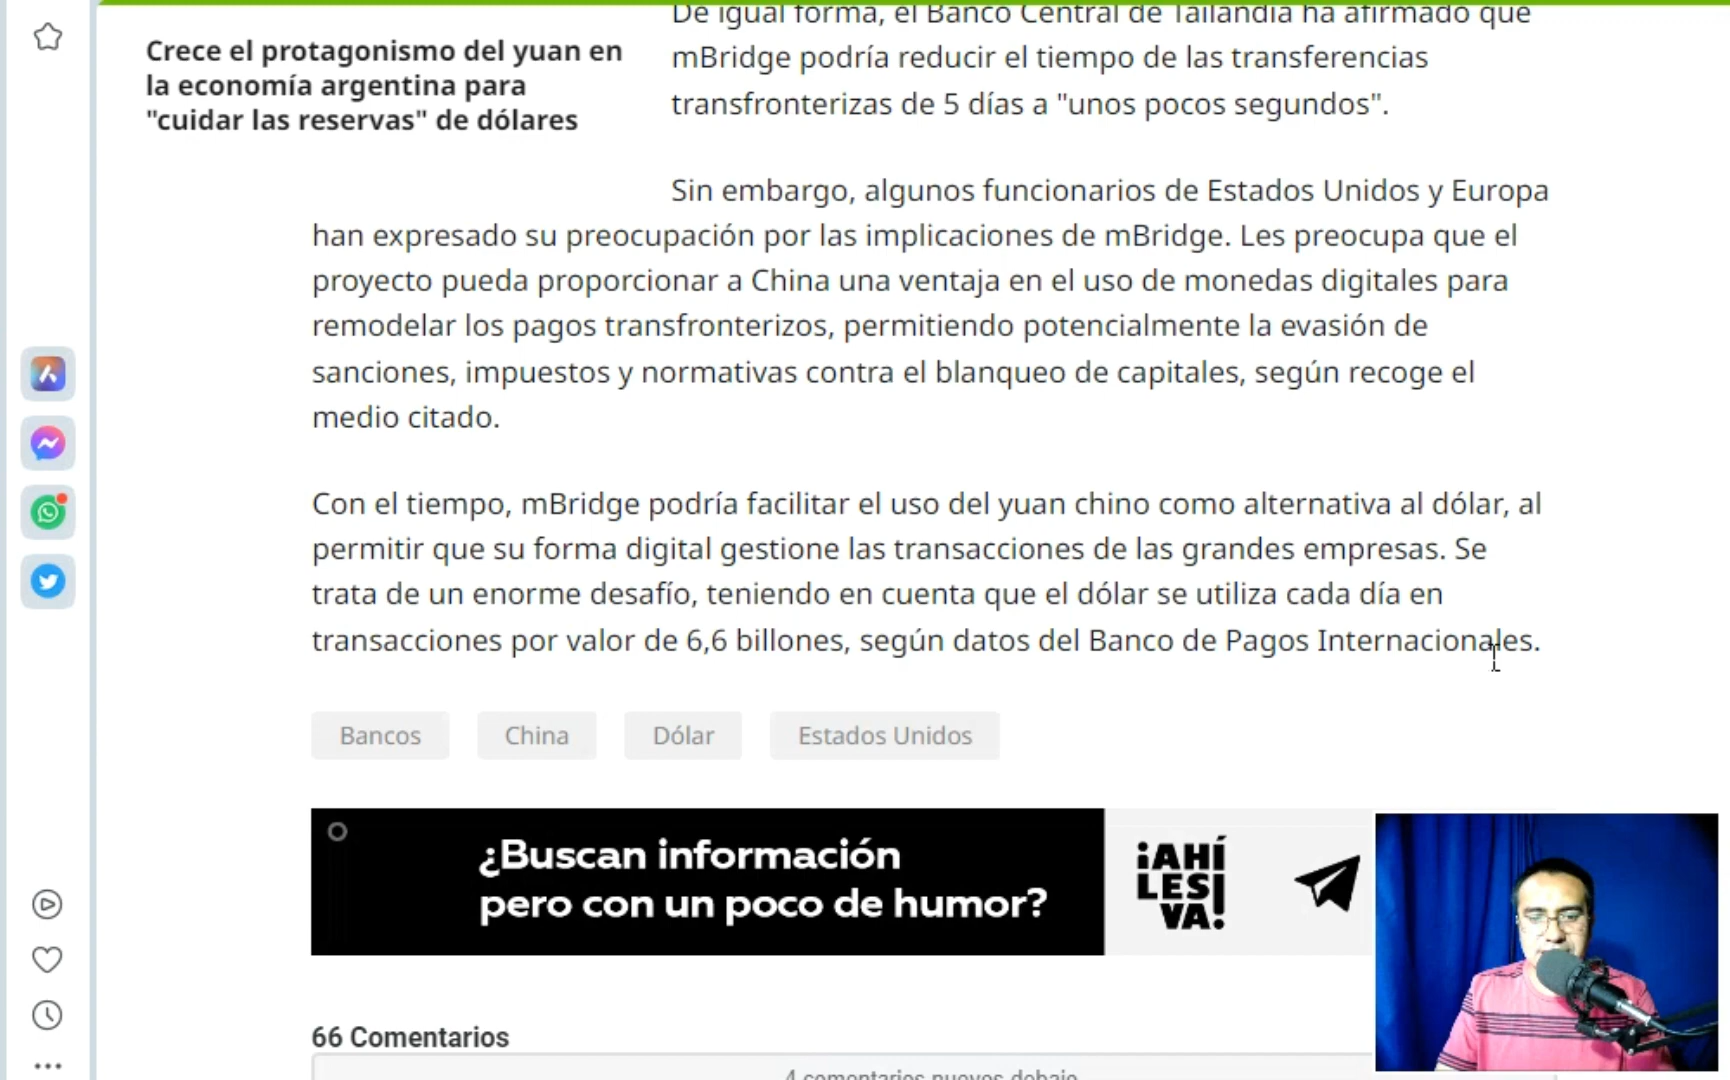 De igual forma, el Banco Central de Tailandia ha afirmado que
Crece el protagonismo del yuan en
la economía argentina para
"cuidar las reservas" de dólares
mBridge podría reducir el tiempo de las transferencias
transfronterizas de 5 días a "unos pocos segundos".
Sin embargo, algunos funcionarios de Estados Unidos y Europa
han expresado su preocupación por las implicaciones de mBridge. Les preocupa que el
proyecto pueda proporcionar a China una ventaja en el uso de monedas digitales para
remodelar los pagos transfronterizos, permitiendo potencialmente la evasión de
sanciones, impuestos y normativas contra el blanqueo de capitales, según recoge el
medio citado.
Con el tiempo, mBridge podría facilitar el uso del yuan chino como alternativa al dólar, al
permitir que su forma digital gestione las transacciones de las grandes empresas. Se
trata de un enorme desafío, teniendo en cuenta que el dólar se utiliza cada día en
transacciones por valor de 6,6 billones, según datos del Banco de Pagos Internacionales.
Bancos China Dólar Estados Unidos
¿Buscan información
pero con un poco de humor?
¡AHÍ
LES
VA!
66 Comentarios
4 comentarios nuevos debajo